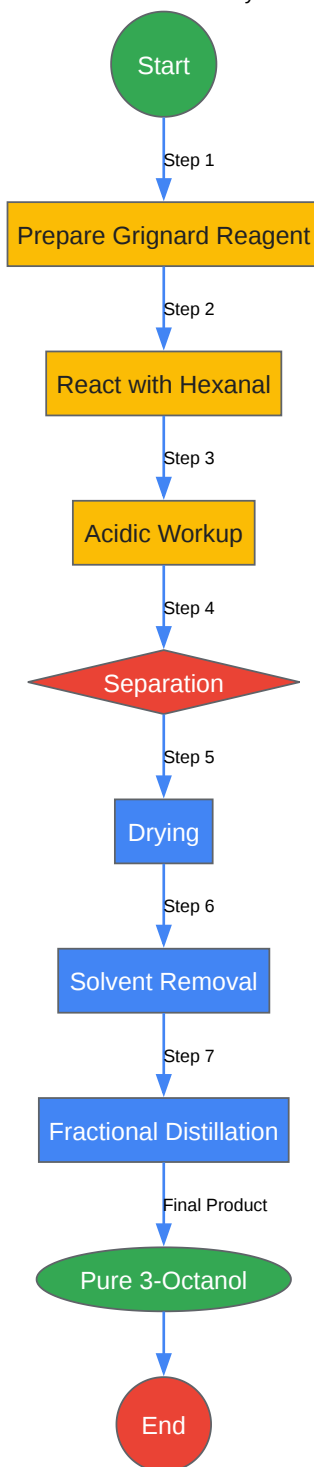 Start
Step 1
Prepare Grignard Reagent
Step 2
React with Hexanal
Step 3
Acidic Workup
Step 4
Separation
Step 5
Drying
Step 6
Solvent Removal
Step 7
Fractional Distillation
Final Product
Pure 3-Octanol
End